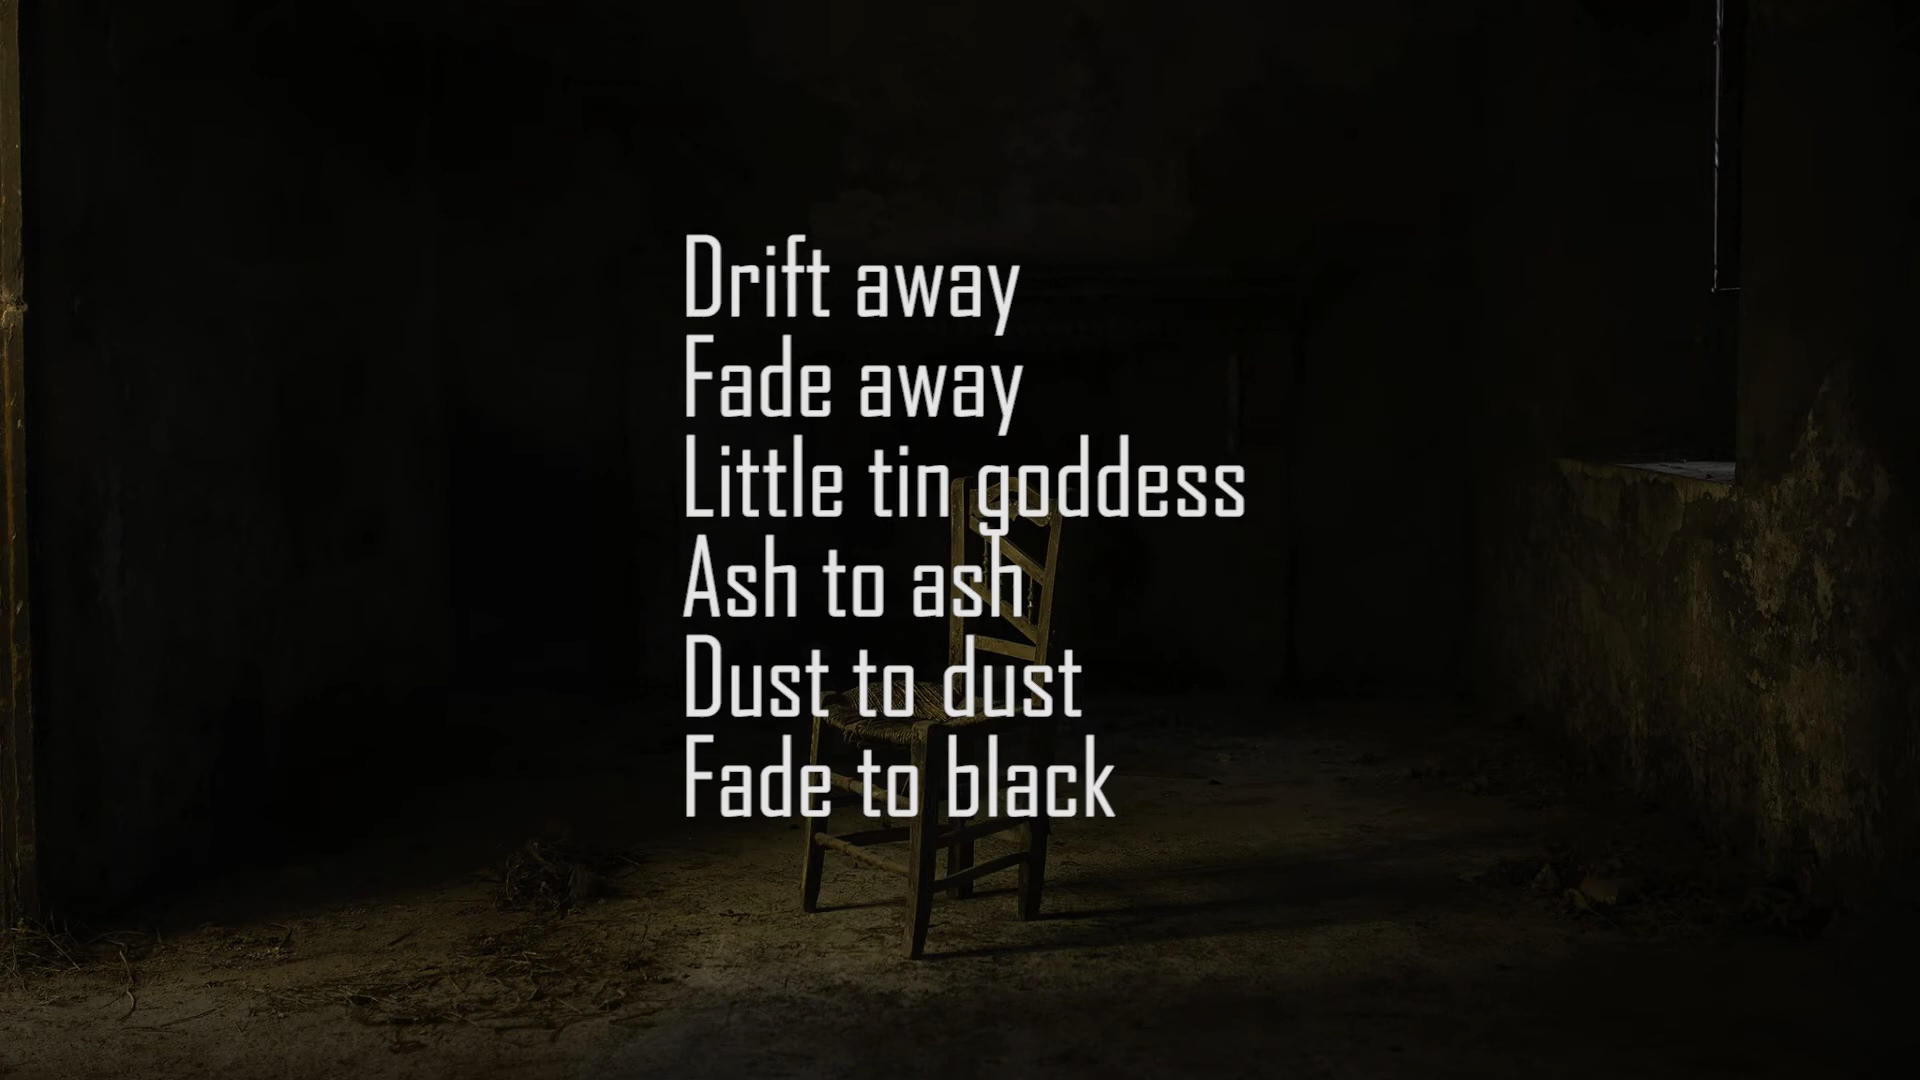 Drift away
Fade away
Little tin goddess
Ash to ash
Dust to dust
Fade to black